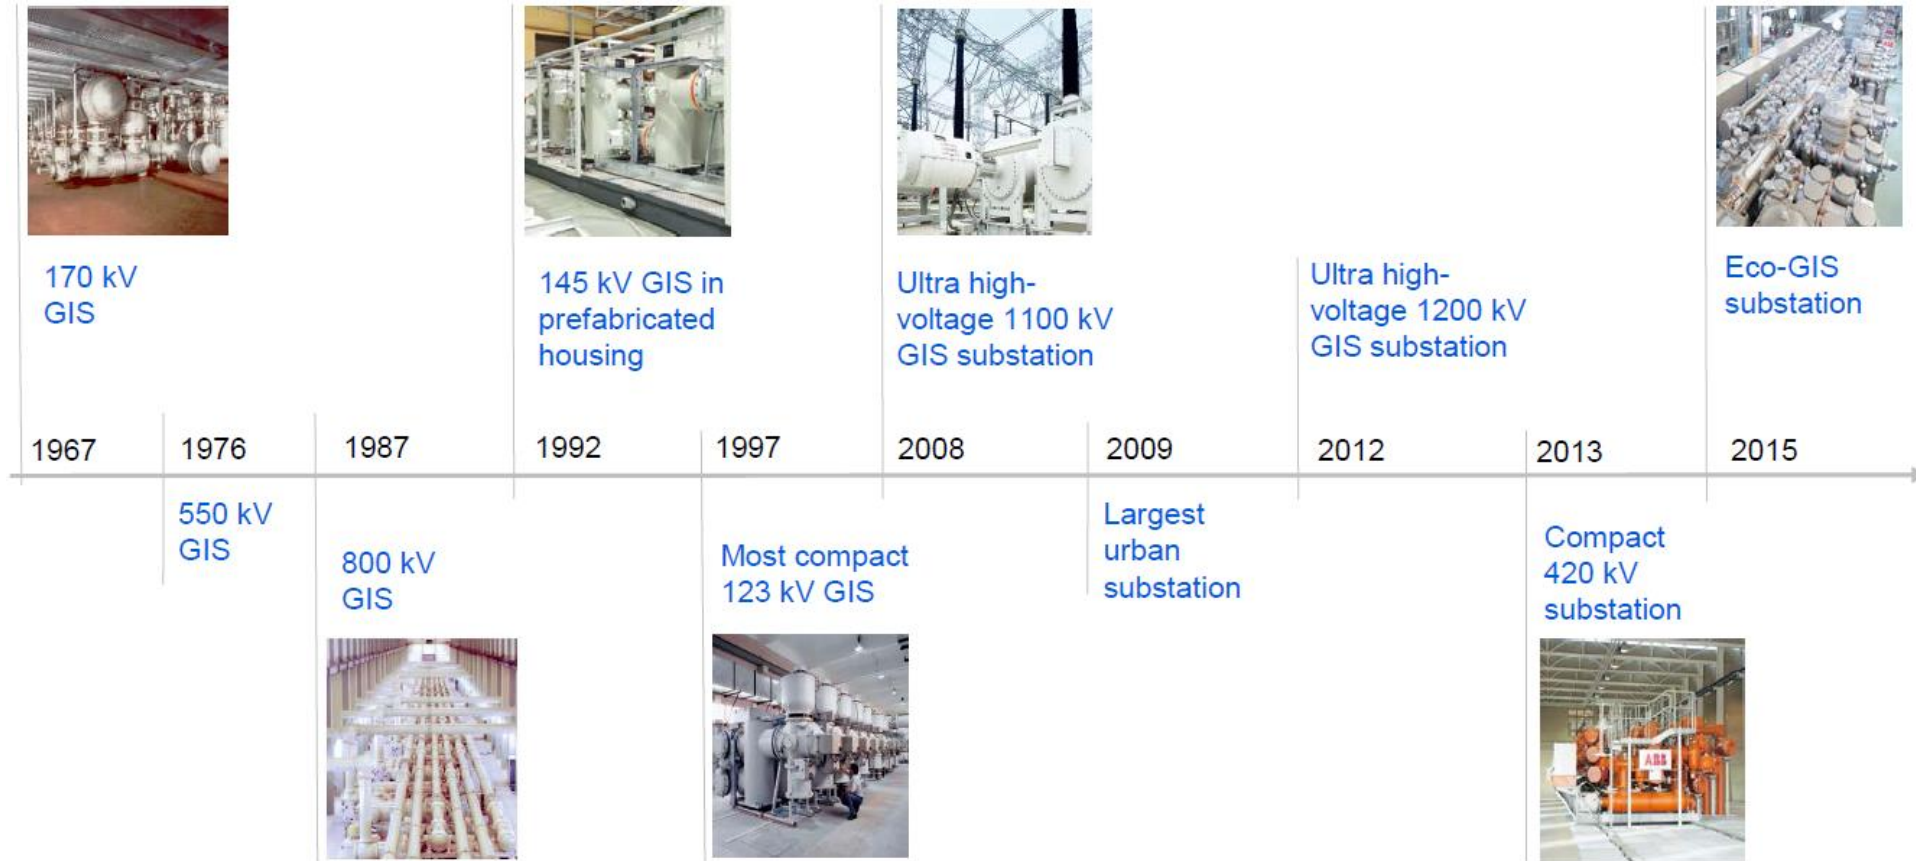 170 kV
GIS
145 kV GIS in
prefabricated
housing
Ultra high-
voltage 1100 kV
GIS substation
Ultra high-
voltage 1200 kV
GIS substation
Eco-GIS
substation
1967
1976
1987
1992
1997
2008
2009
2012
2013
2015
550 kV
GIS
800 kV
GIS
Most compact
123 kV GIS
Largest
urban
substation
Compact
420 kV
substation
ABB